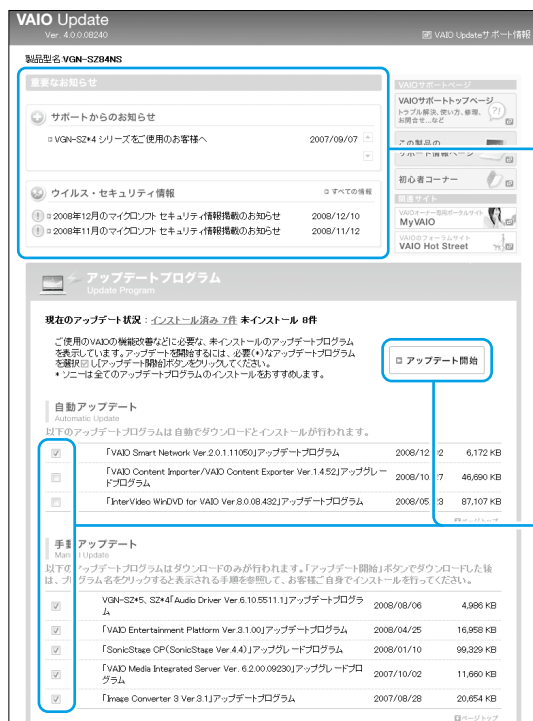 VAIO Update
Ver. 4.0.0.08240
VAIO Updateサポート情報
製品型名 VGN-SZ84NS
重要なお知らせ
サポートからのお知らせ
VGN-SZ*4 シリーズをご使用のお客様へ 2007/09/07
ウイルス・セキュリティ情報 すべての情報
2008年12月のマイクロソフト セキュリティ情報掲載のお知らせ 2008/12/10
2008年11月のマイクロソフト セキュリティ情報掲載のお知らせ 2008/11/12
VAIOサポートページ
VAIOサポートトップページ
トラブル解決、使い方、修理、
お問合せ...など
この製品の
サポート情報ページ
初心者コーナー
関連サイト
VAIOオーナー専用ポータルサイト
MyVAIO
VAIOのフォーラムサイト
VAIO Hot Street
アップデートプログラム
Update Program
現在のアップデート状況:インストール済み 7件 未インストール 8件
ご使用のVAIOの機能改善などに必要な、未インストールのアップデートプログラム
を表示しています。アップデートを開始するには、必要(*)なアップデートプログラム
を選択し[アップデート開始]ボタンをクリックしてください。
* ソニーは全てのアップデートプログラムのインストールをおすすめします。
アップデート開始
自動アップデート
Automatic Update
以下のアップデートプログラムは自動でダウンロードとインストールが行われます。
「VAIO Smart Network Ver.2.0.1.11050」アップデートプログラム 2008/12/02 6,172 KB
「VAIO Content Importer/VAIO Content Exporter Ver.1.4.52」アップグレー
ドプログラム 2008/10/27 46,690 KB
「InterVideo WinDVD for VAIO Ver.8.0.08.432」アップデートプログラム 2008/05/23 87,107 KB
ページトップ
手動アップデート
Manual Update
以下のアップデートプログラムはダウンロードのみが行われます。「アップデート開始」ボタンでダウンロードした後
は、プログラム名をクリックすると表示される手順を参照して、お客様ご自身でインストールを行ってください。
VGN-SZ*5、SZ*4「Audio Driver Ver.6.10.5511.1」アップデートプログラ
ム 2008/08/06 4,986 KB
「VAIO Entertainment Platform Ver.3.1.00」アップデートプログラム 2008/04/25 16,958 KB
「SonicStage CP(SonicStage Ver.4.4)」アップグレードプログラム 2008/01/10 99,329 KB
「VAIO Media Integrated Server Ver. 6.2.00.09230」アップグレードプロ
グラム 2007/10/02 11,660 KB
「Image Converter 3 Ver.3.1」アップデートプログラム 2007/08/28 20,654 KB
ページトップ